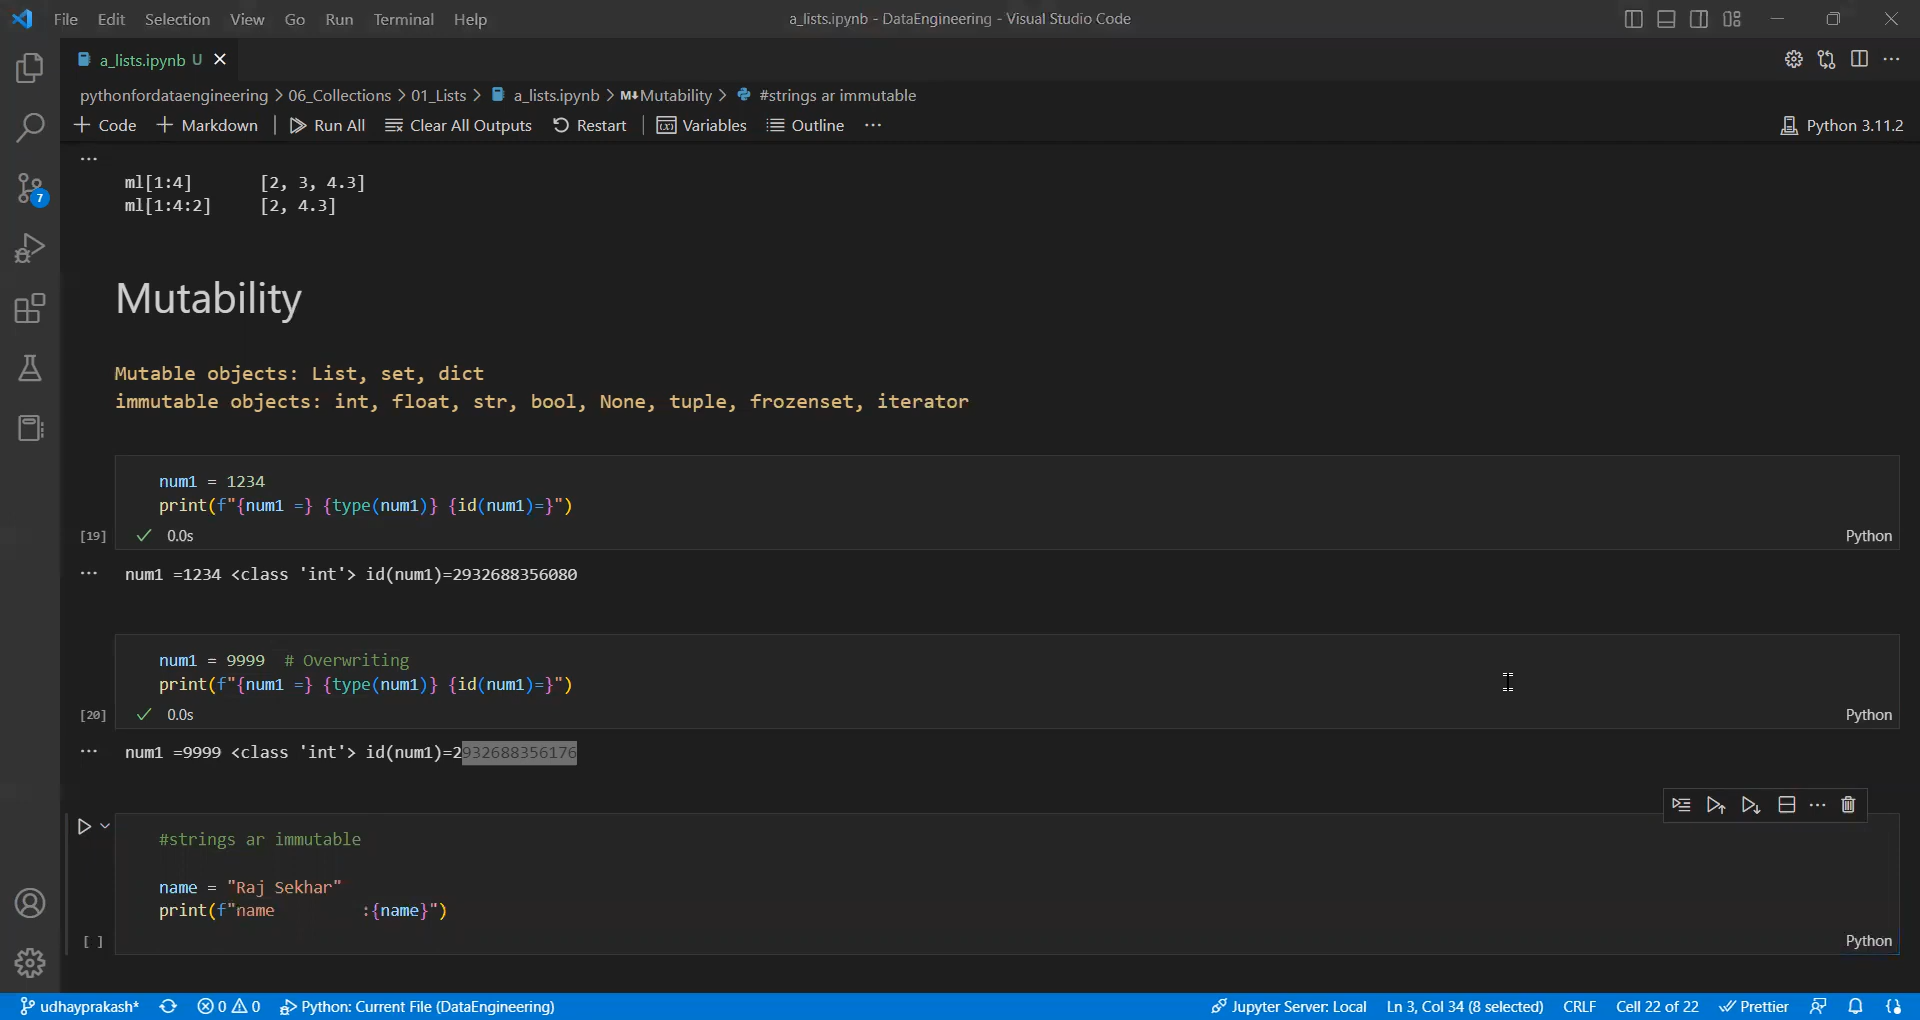 File Edit Selection View Go Run Terminal Help
a_lists.ipynb - DataEngineering - Visual Studio Code
a_lists.ipynb U
pythonfordataengineering > 06_Collections > 01_Lists > a_lists.ipynb > M↓Mutability > #strings ar immutable
+ Code + Markdown Run All Clear All Outputs Restart Variables Outline ... Python 3.11.2
7
...
ml[1:4] [2, 3, 4.3]
ml[1:4:2] [2, 4.3]
Mutability
Mutable objects: List, set, dict
immutable objects: int, float, str, bool, None, tuple, frozenset, iterator
num1 = 1234
print(f"{num1 =} {type(num1)} {id(num1)=}")
[19] 0.0s Python
... num1 =1234 <class 'int'> id(num1)=2932688356080
num1 = 9999 # Overwriting
print(f"{num1 =} {type(num1)} {id(num1)=}")
[20] 0.0s Python
... num1 =9999 <class 'int'> id(num1)=2932688356176
#strings ar immutable
name = "Raj Sekhar"
print(f"name :{name}")
[ ] Python
udhayprakash* 0 0 Python: Current File (DataEngineering) Jupyter Server: Local Ln 3, Col 34 (8 selected) CRLF Cell 22 of 22 Prettier